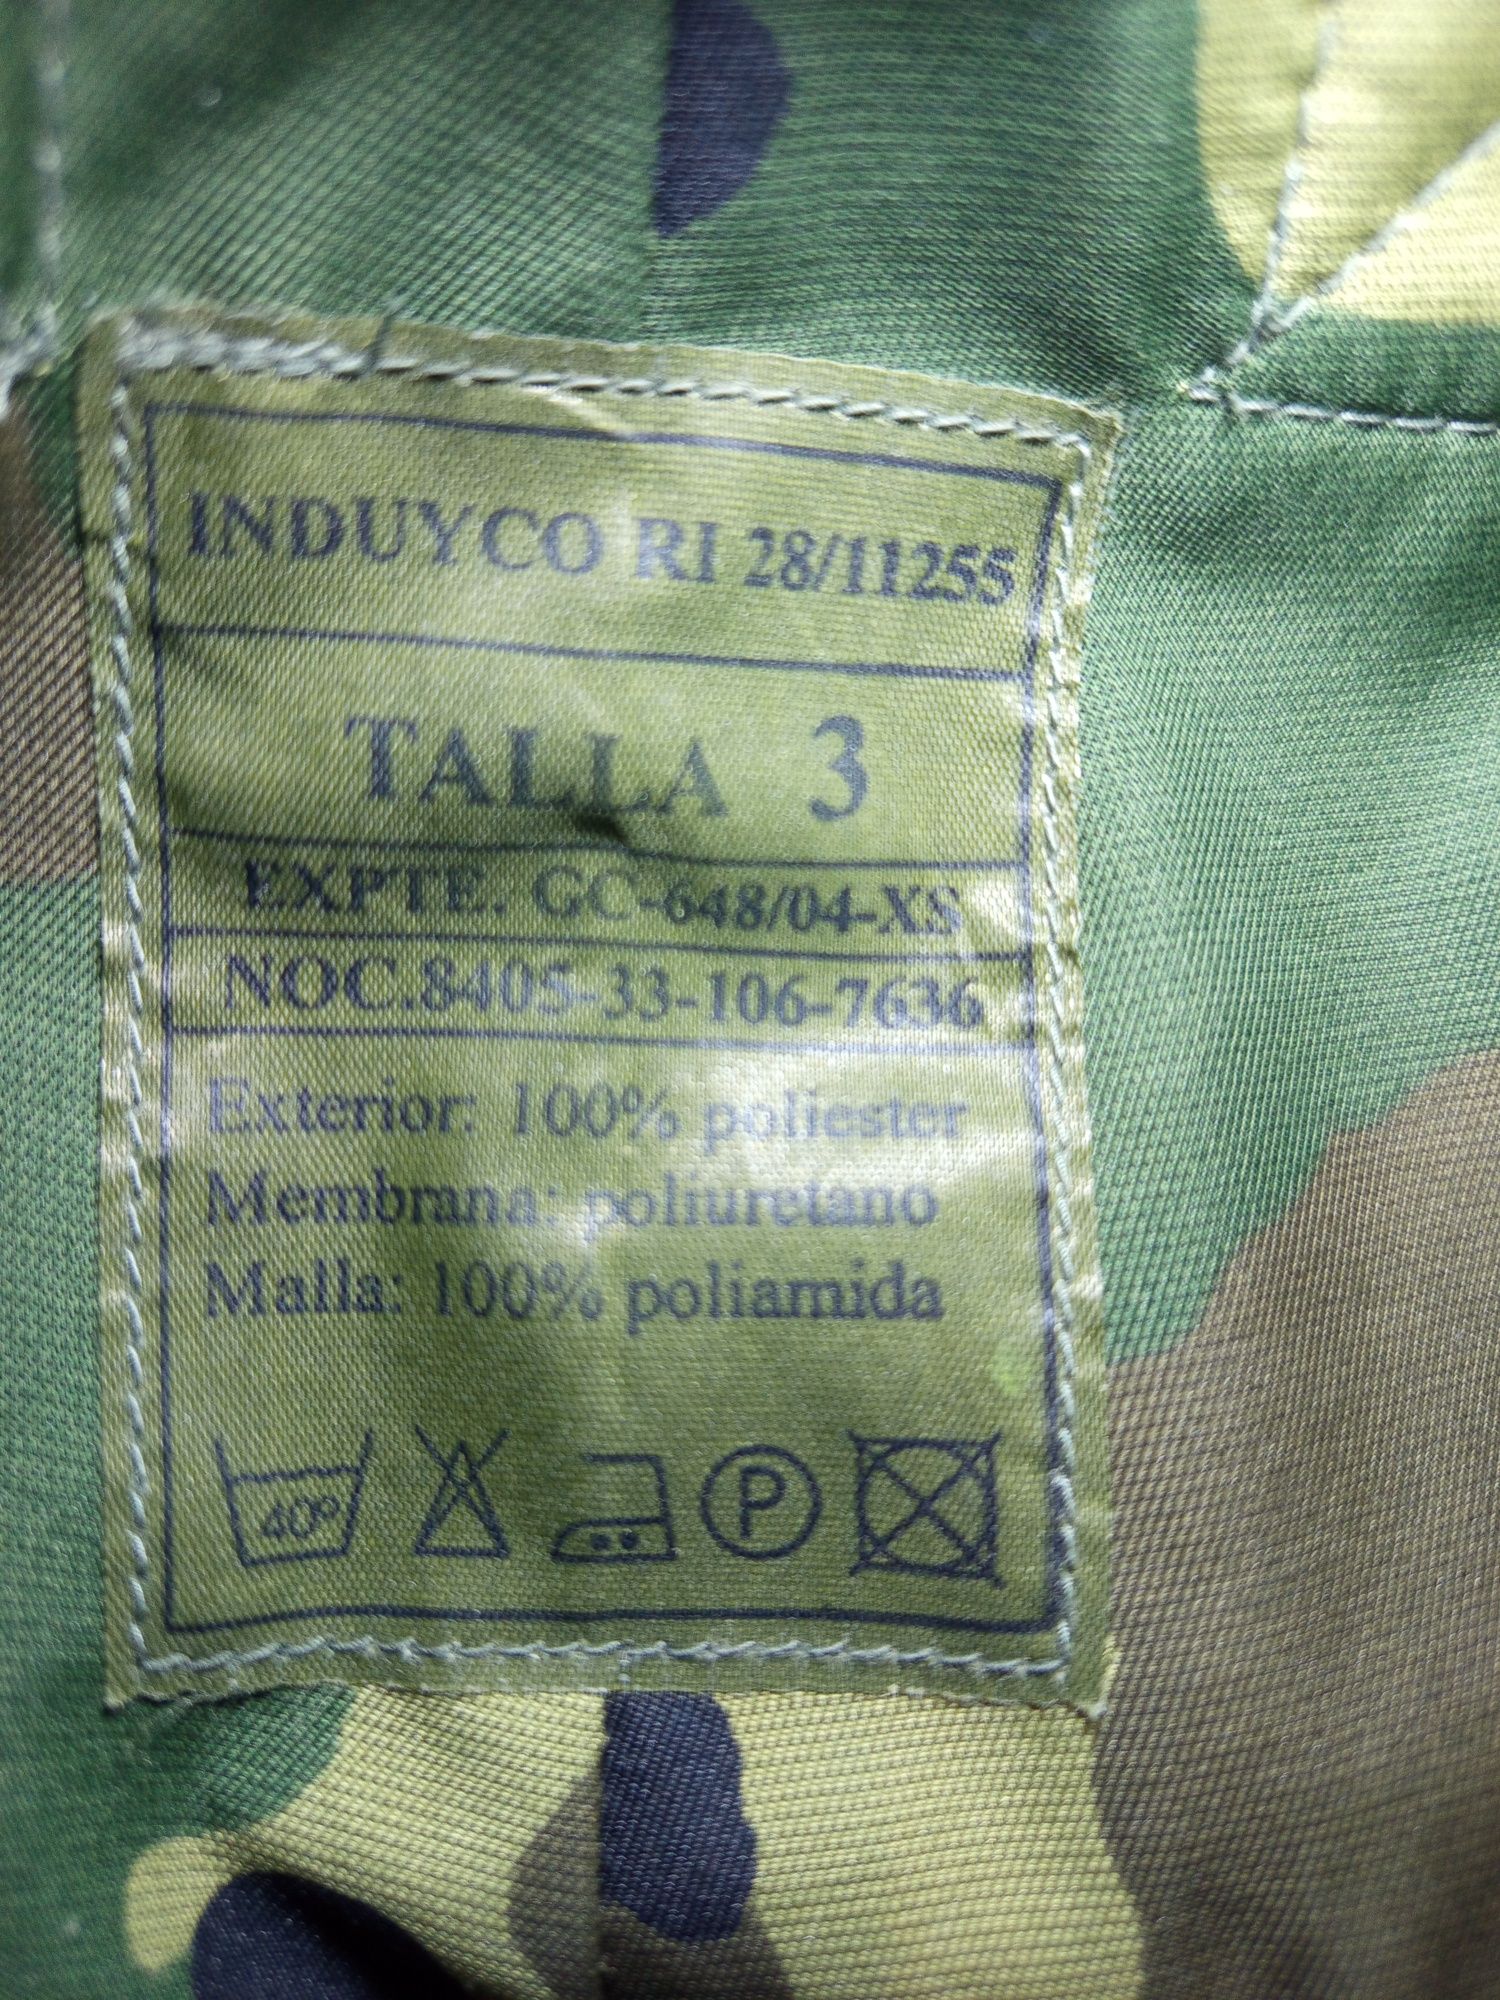 INDUYCO RI 28/11255
TALLA 3
EXPTE. GC-648/04-XS
NOC.8405-33-106-7636
Exterior: 100% poliester
Membrana: poliuretano
Malla: 100% poliamida
40º P